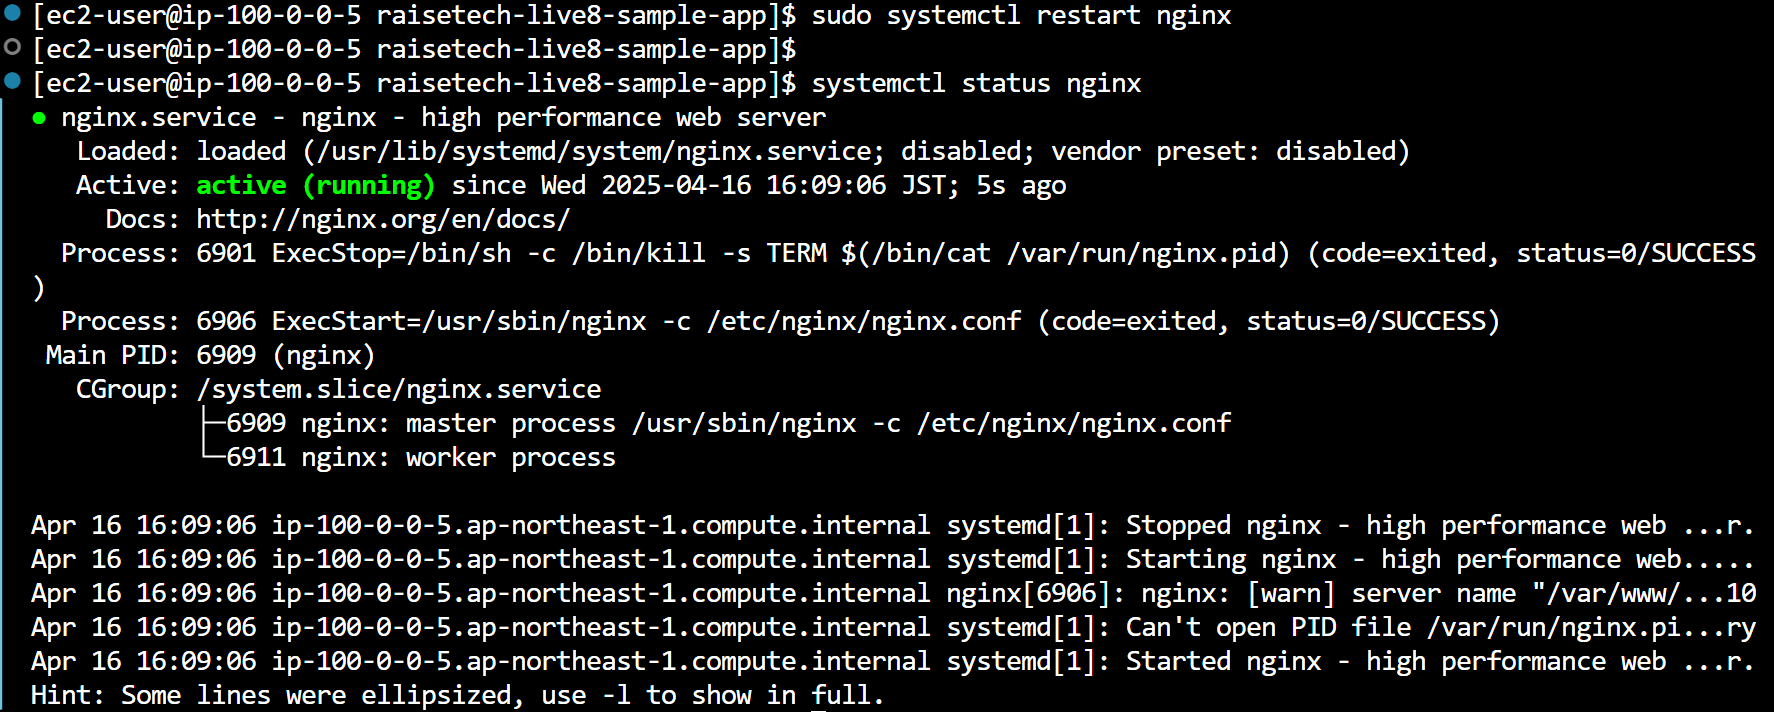 [ec2-user@ip-100-0-0-5 raisetech-live8-sample-app]$ sudo systemctl restart nginx
[ec2-user@ip-100-0-0-5 raisetech-live8-sample-app]$
[ec2-user@ip-100-0-0-5 raisetech-live8-sample-app]$ systemctl status nginx
● nginx.service - nginx - high performance web server
   Loaded: loaded (/usr/lib/systemd/system/nginx.service; disabled; vendor preset: disabled)
   Active: active (running) since Wed 2025-04-16 16:09:06 JST; 5s ago
     Docs: http://nginx.org/en/docs/
  Process: 6901 ExecStop=/bin/sh -c /bin/kill -s TERM $(/bin/cat /var/run/nginx.pid) (code=exited, status=0/SUCCESS
)
  Process: 6906 ExecStart=/usr/sbin/nginx -c /etc/nginx/nginx.conf (code=exited, status=0/SUCCESS)
 Main PID: 6909 (nginx)
   CGroup: /system.slice/nginx.service
           ├─6909 nginx: master process /usr/sbin/nginx -c /etc/nginx/nginx.conf
           └─6911 nginx: worker process

Apr 16 16:09:06 ip-100-0-0-5.ap-northeast-1.compute.internal systemd[1]: Stopped nginx - high performance web ...r.
Apr 16 16:09:06 ip-100-0-0-5.ap-northeast-1.compute.internal systemd[1]: Starting nginx - high performance web.....
Apr 16 16:09:06 ip-100-0-0-5.ap-northeast-1.compute.internal nginx[6906]: nginx: [warn] server name "/var/www/...10
Apr 16 16:09:06 ip-100-0-0-5.ap-northeast-1.compute.internal systemd[1]: Can't open PID file /var/run/nginx.pi...ry
Apr 16 16:09:06 ip-100-0-0-5.ap-northeast-1.compute.internal systemd[1]: Started nginx - high performance web ...r.
Hint: Some lines were ellipsized, use -l to show in full.